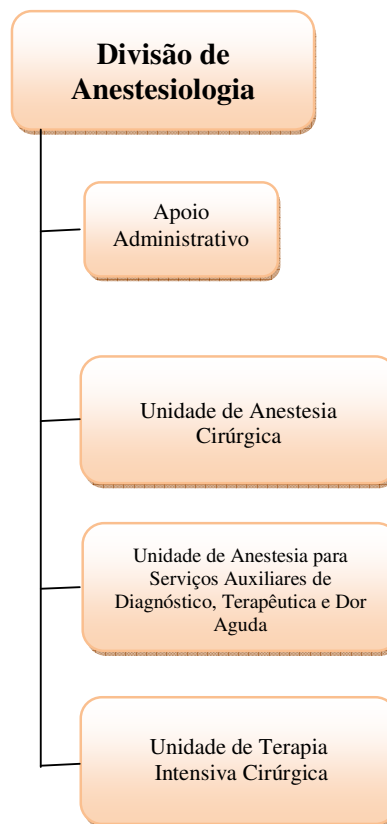 Divisão de
Anestesiologia
Apoio
Administrativo
Unidade de Anestesia
Cirúrgica
Unidade de Anestesia para
Serviços Auxiliares de
Diagnóstico, Terapêutica e Dor
Aguda
Unidade de Terapia
Intensiva Cirúrgica